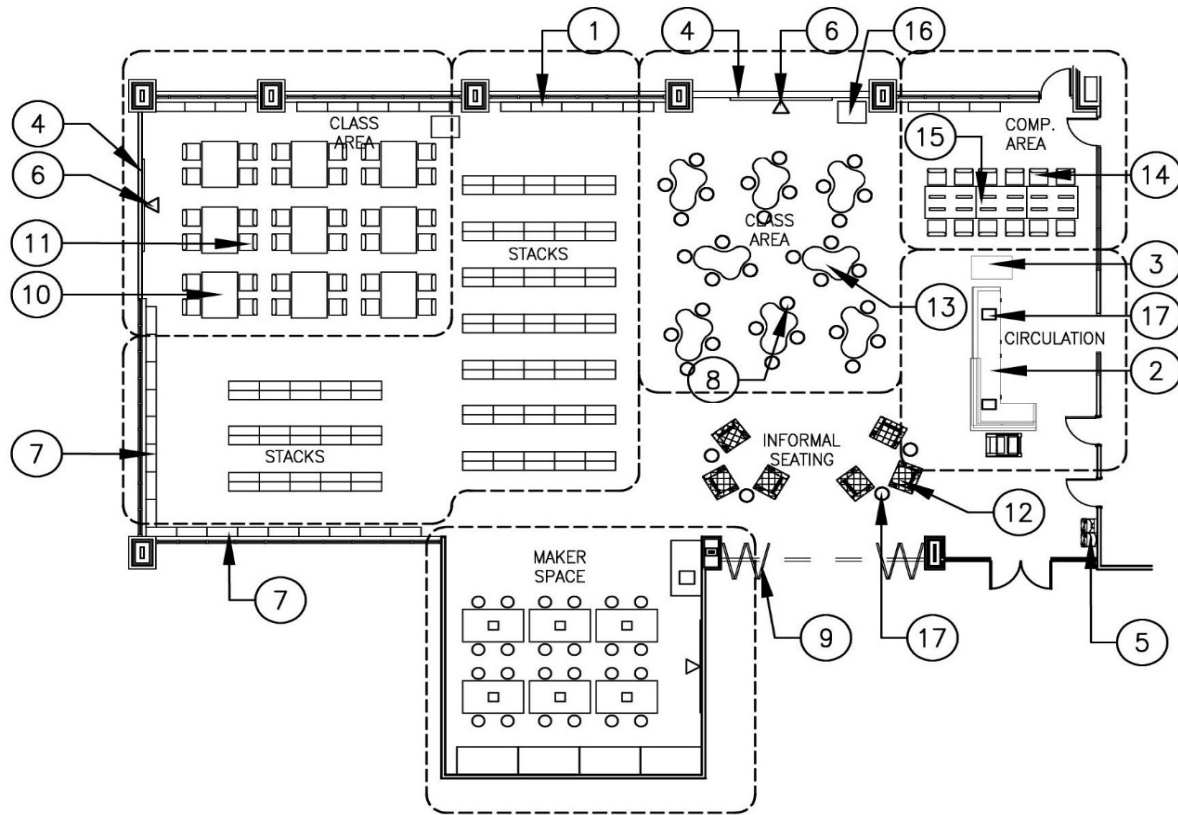 1
4
6
16
4
6
11
10
7
CLASS
AREA
STACKS
CLASS
AREA
COMP.
AREA
15
14
3
17
CIRCULATION
2
13
8
STACKS
INFORMAL
SEATING
12
7
MAKER
SPACE
9
17
5